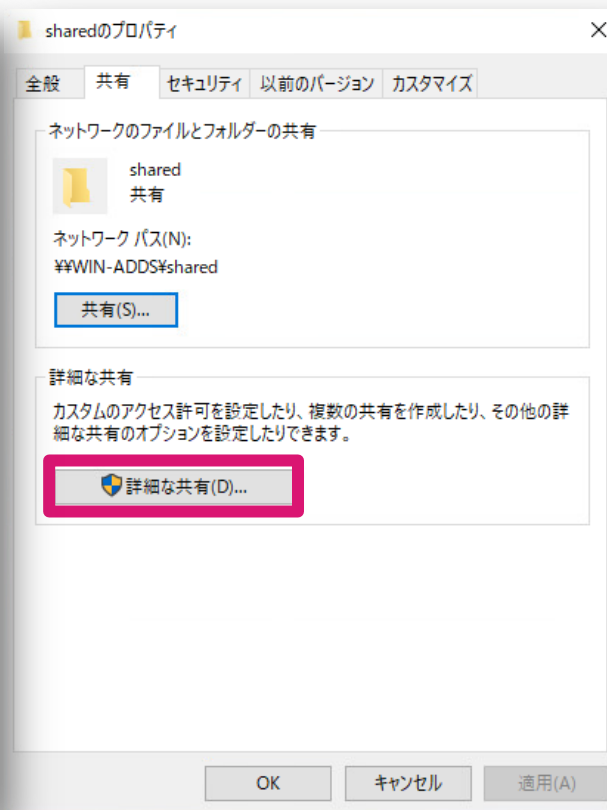 sharedのプロパティ
全般 共有 セキュリティ 以前のバージョン カスタマイズ
ネットワークのファイルとフォルダーの共有
shared
共有
ネットワーク パス(N):
¥¥WIN-ADDS¥shared
共有(S)...
詳細な共有
カスタムのアクセス許可を設定したり、複数の共有を作成したり、その他の詳
細な共有のオプションを設定したりできます。
詳細な共有(D)...
OK キャンセル 適用(A)